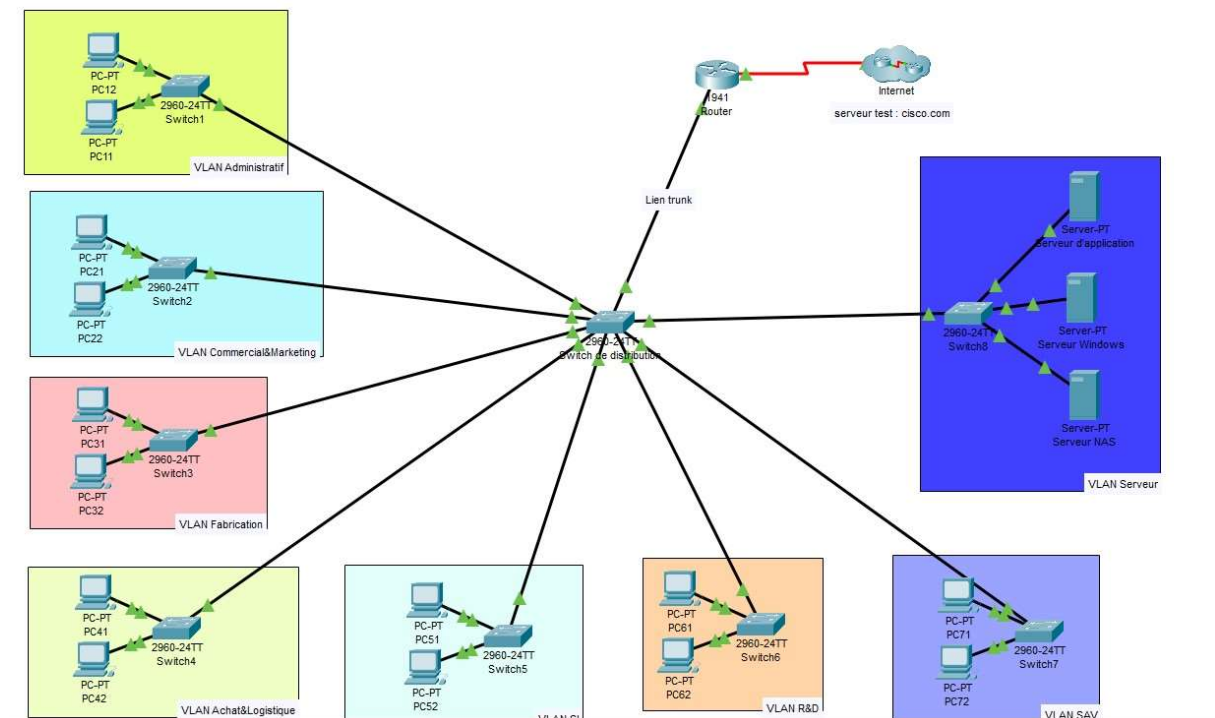 PC-PT
PC12
PC-PT
PC11
2960-24TT
Switch1
VLAN Administratif
PC-PT
PC21
PC-PT
PC22
2960-24TT
Switch2
VLAN Commercial&Marketing
PC-PT
PC31
PC-PT
PC32
2960-24TT
Switch3
VLAN Fabrication
PC-PT
PC41
PC-PT
PC42
2960-24TT
Switch4
VLAN Achat&Logistique
PC-PT
PC51
PC-PT
PC52
2960-24TT
Switch5
VLAN SI
PC-PT
PC61
PC-PT
PC62
2960-24TT
Switch6
VLAN R&D
PC-PT
PC71
PC-PT
PC72
2960-24TT
Switch7
VLAN SAV
1941
Router
Internet
serveur test : cisco.com
Lien trunk
2960-24TT
Switch de distribution
2960-24TT
Switch8
Server-PT
Serveur d'application
Server-PT
Serveur Windows
Server-PT
Serveur NAS
VLAN Serveur